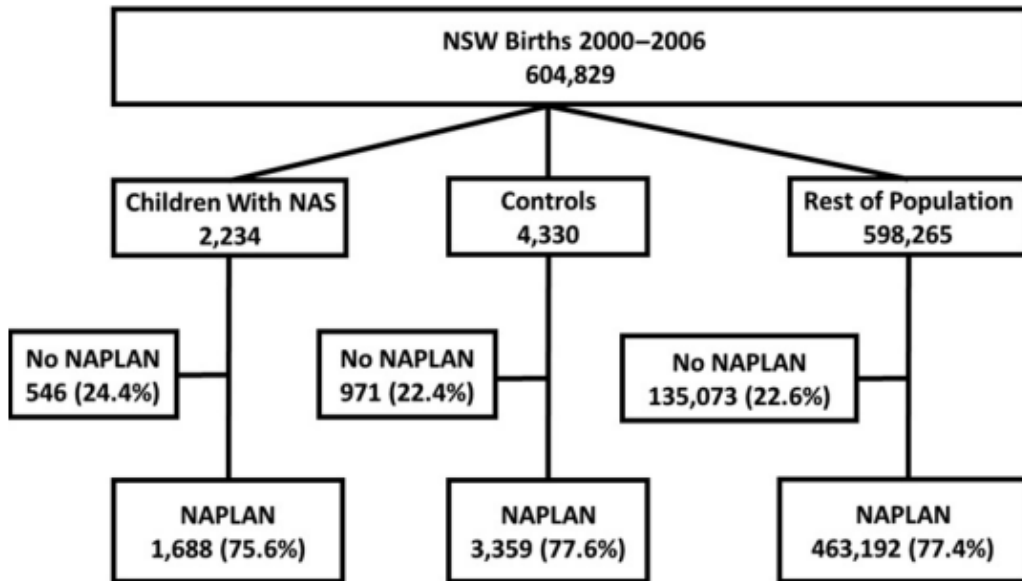 NSW Births 2000–2006
604,829
Children With NAS
2,234
Controls
4,330
Rest of Population
598,265
No NAPLAN
546 (24.4%)
No NAPLAN
971 (22.4%)
No NAPLAN
135,073 (22.6%)
NAPLAN
1,688 (75.6%)
NAPLAN
3,359 (77.6%)
NAPLAN
463,192 (77.4%)